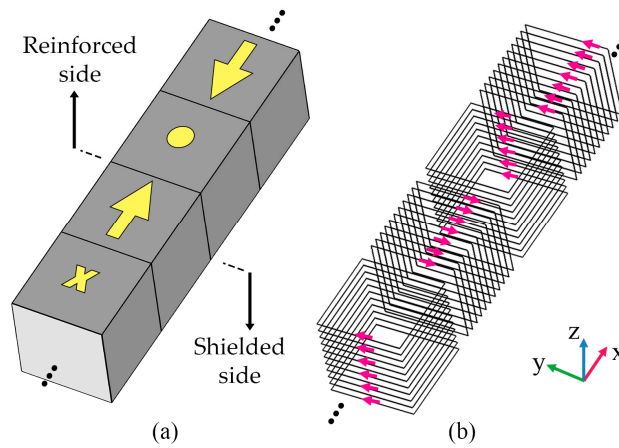 Reinforced
side
x
Shielded
side
z
y
x
(a)
(b)